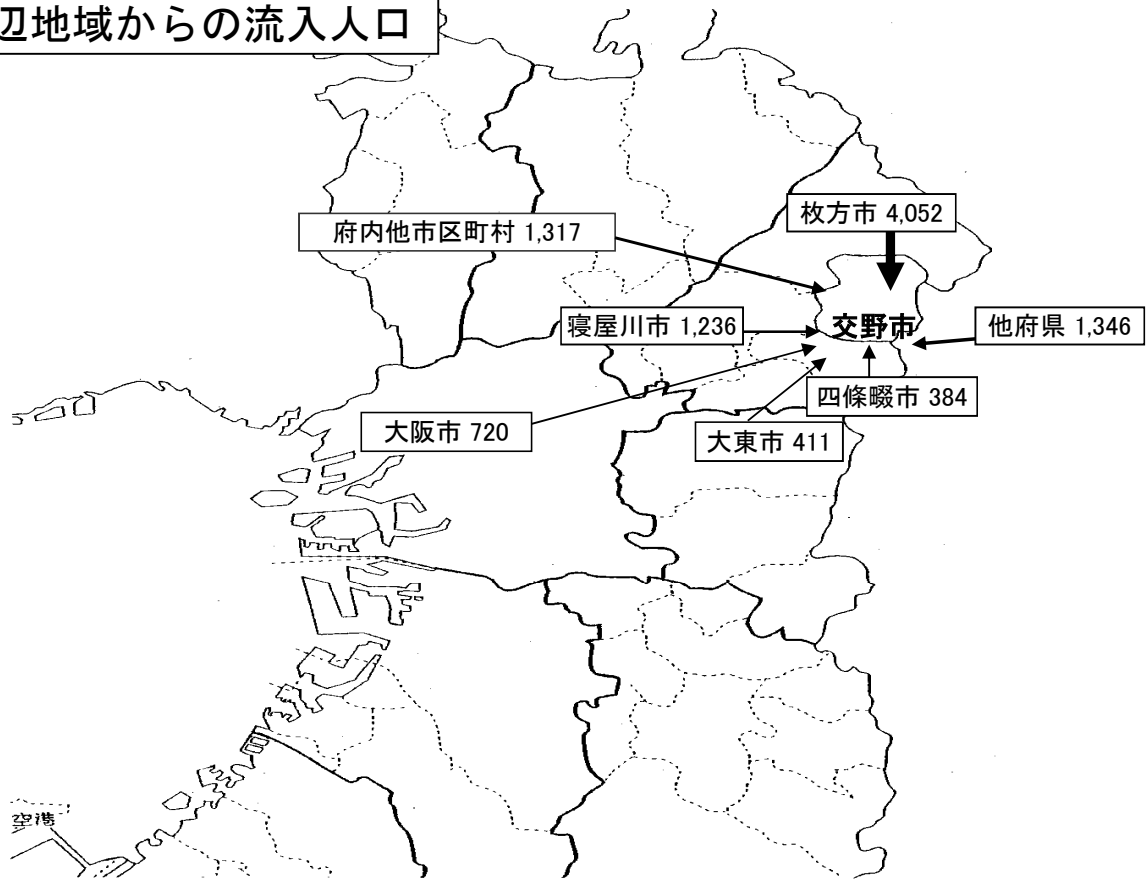 辺地域からの流入人口
枚方市 4,052
府内他市区町村 1,317
寝屋川市 1,236
交野市
他府県 1,346
四條畷市 384
大阪市 720
大東市 411
空港